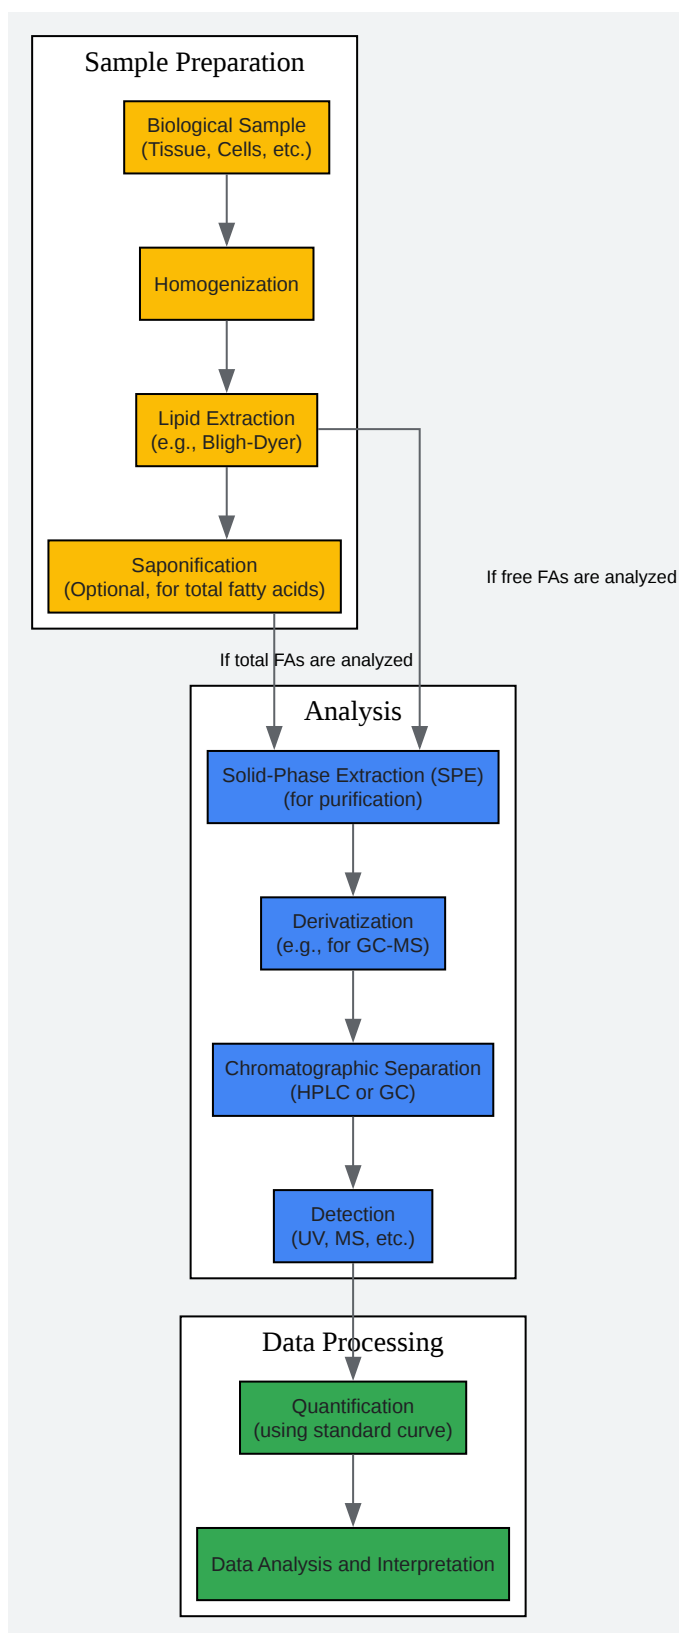 Sample Preparation
Biological Sample
(Tissue, Cells, etc.)
Homogenization
Lipid Extraction
(e.g., Bligh-Dyer)
Saponification
(Optional, for total fatty acids)
If free FAs are analyzed
If total FAs are analyzed
Analysis
Solid-Phase Extraction (SPE)
(for purification)
Derivatization
(e.g., for GC-MS)
Chromatographic Separation
(HPLC or GC)
Detection
(UV, MS, etc.)
Data Processing
Quantification
(using standard curve)
Data Analysis and Interpretation